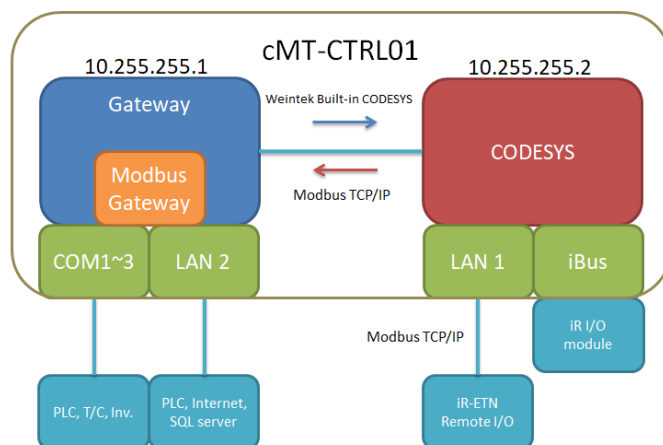 cMT-CTRL01
10.255.255.1
10.255.255.2
Gateway
Weintek Built-in CODESYS
CODESYS
Modbus
Gateway
Modbus TCP/IP
COM1~3
LAN 2
LAN 1
iBus
Modbus TCP/IP
iR I/O
module
PLC, T/C, Inv.
PLC, Internet,
SQL server
iR-ETN
Remote I/O